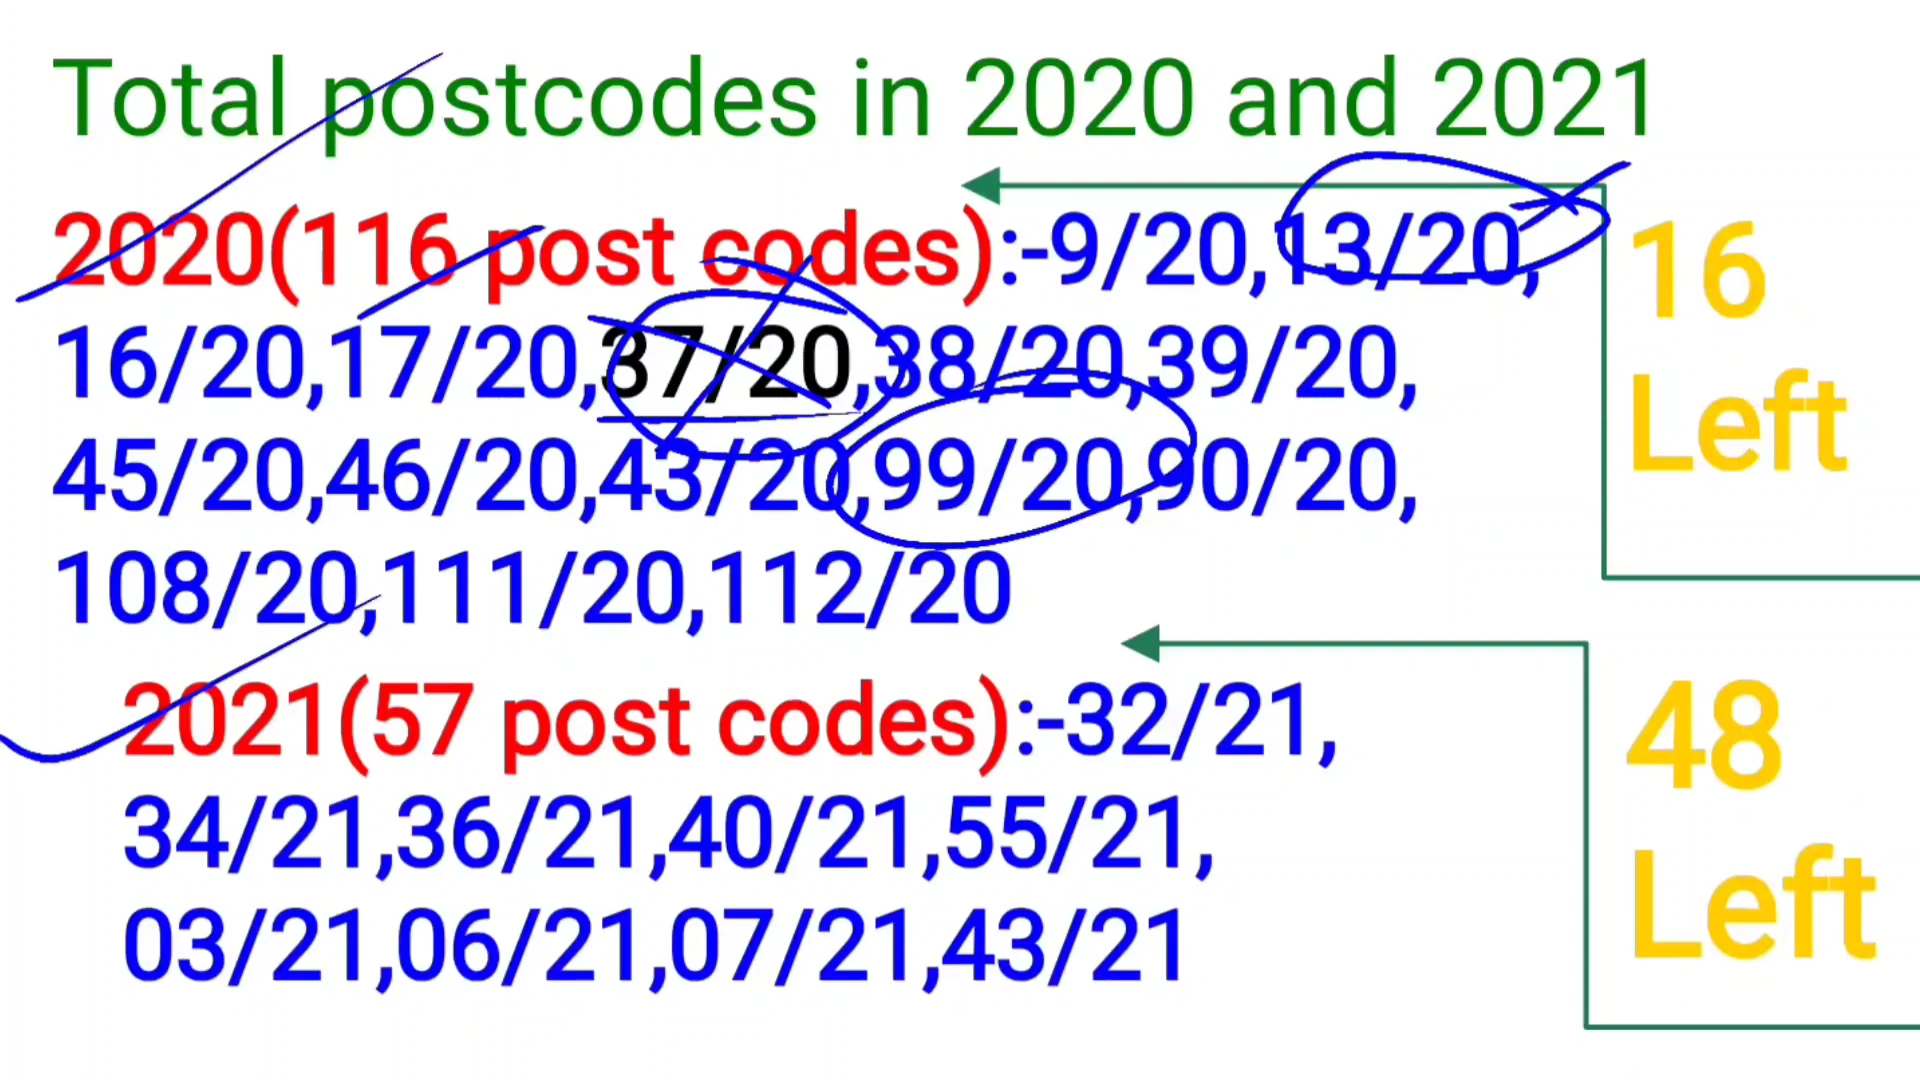 Total postcodes in 2020 and 2021
2020(116 post codes):-9/20,13/20,
16/20,17/20,37/20,38/20,39/20,
45/20,46/20,43/20,99/20,90/20,
108/20,111/20,112/20
16
Left
2021(57 post codes):-32/21,
34/21,36/21,40/21,55/21,
03/21,06/21,07/21,43/21
48
Left